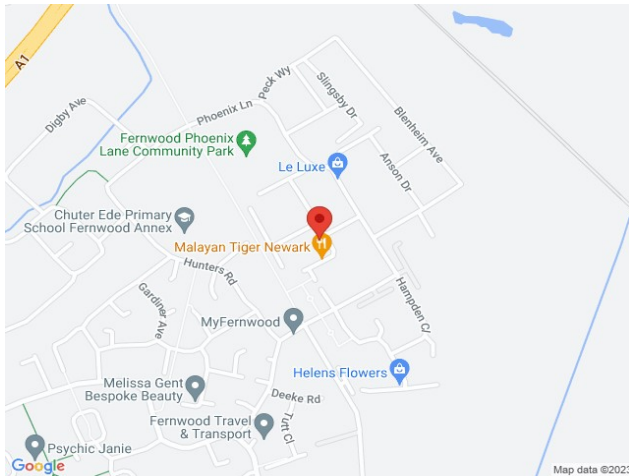 A1
Digby Ave
Phoenix Ln
Peck Wy
Slingsby Dr
Blenheim Ave
Anson Dr
Fernwood Phoenix
Lane Community Park
Le Luxe
Chuter Ede Primary
School Fernwood Annex
Malayan Tiger Newark
Hunters Rd
Gardiner Ave
Hampden Cl
MyFernwood
Helens Flowers
Melissa Gent
Bespoke Beauty
Deeke Rd
Tutt Cl
Fernwood Travel
& Transport
Psychic Janie
Google
Map data ©202